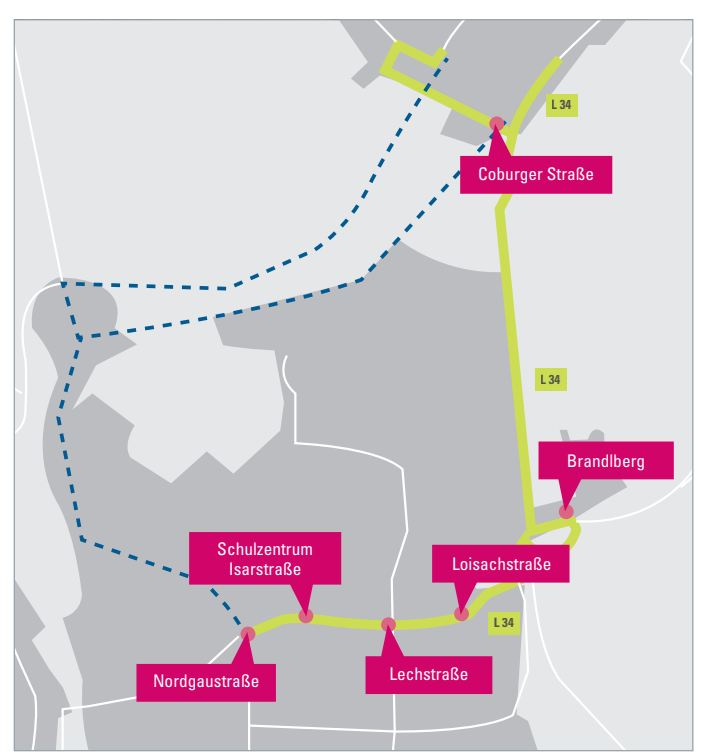 L 34
Coburger Straße
L 34
Brandlberg
Schulzentrum
Isarstraße
Loisachstraße
L 34
Lechstraße
Nordgaustraße